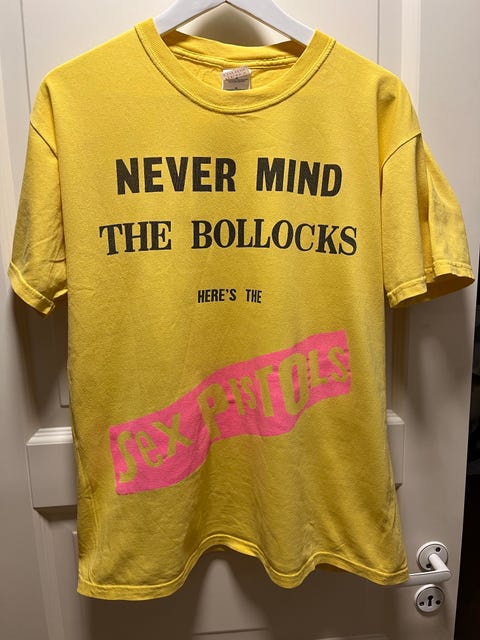 NEVER MIND
THE BOLLOCKS
HERE'S THE
SeX PISTOLS